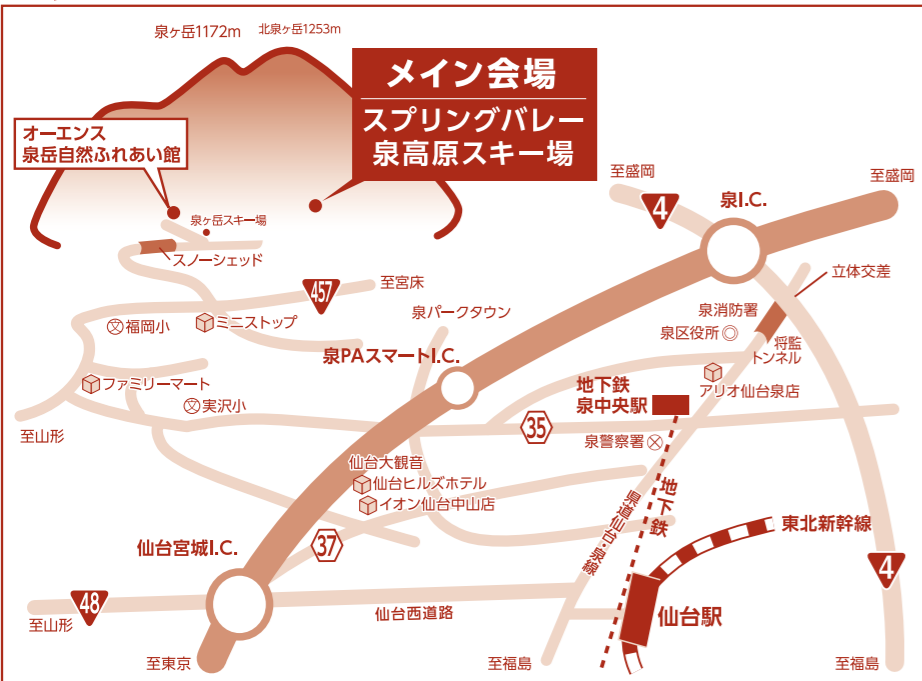 泉ヶ岳1172m
北泉ヶ岳1253m
メイン会場
スプリングバレー
泉高原スキー場
オーエンス
泉岳自然ふれあい館
泉ヶ岳スキー場
スノーシェッド
至盛岡
4
泉I.C.
至盛岡
立体交差
457
至宮床
泉パークタウン
泉消防署
泉区役所
将監
トンネル
福岡小
ミニストップ
泉PAスマートI.C.
ファミリーマート
実沢小
地下鉄
泉中央駅
アリオ仙台泉店
至山形
35
泉警察署
仙台大観音
仙台ヒルズホテル
イオン仙台中山店
県道仙台・泉線
地下鉄
東北新幹線
仙台宮城I.C.
37
4
48
至山形
仙台西道路
仙台駅
至東京
至福島
至福島